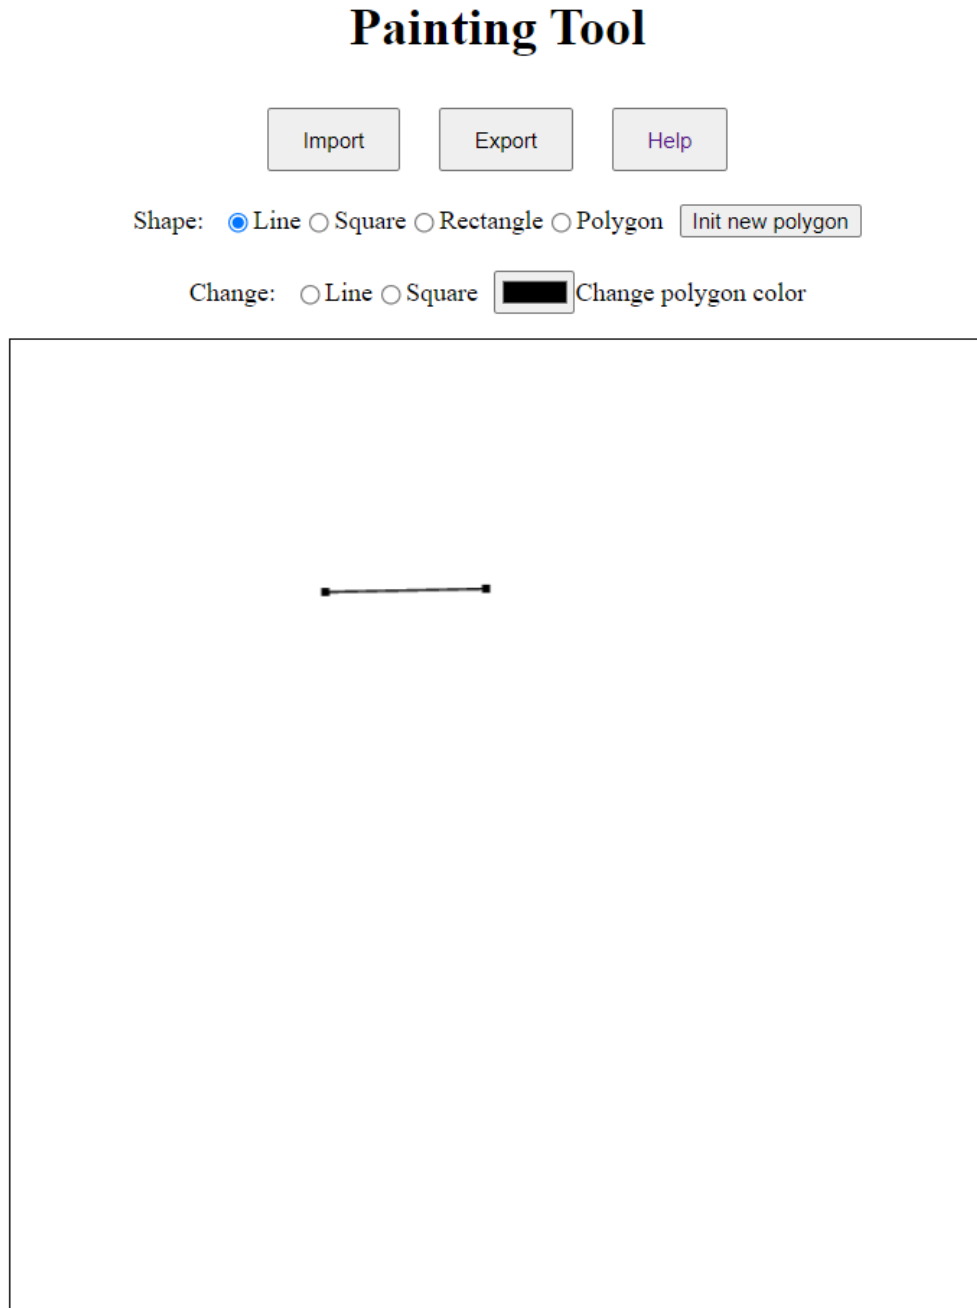 Painting Tool
Import Export Help
Shape: Line Square Rectangle Polygon Init new polygon
Change: Line Square Change polygon color